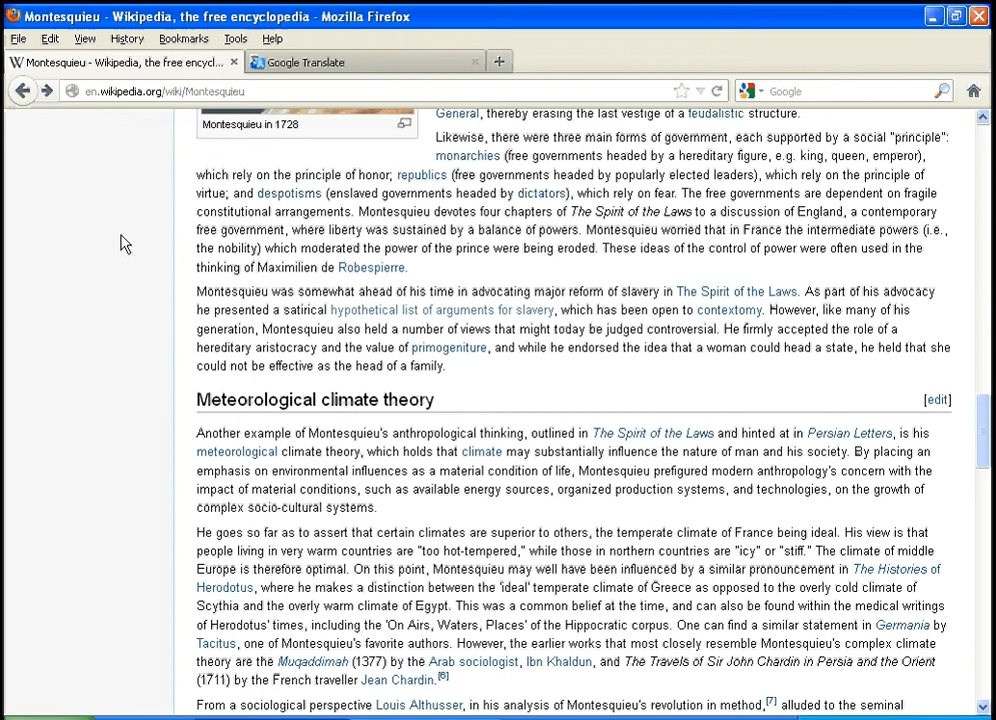 Montesquieu - Wikipedia, the free encyclopedia - Mozilla Firefox
File Edit View History Bookmarks Tools Help
W Montesquieu - Wikipedia, the free encycl... × Google Translate × +
en.wikipedia.org/wiki/Montesquieu Google
Montesquieu in 1728
General, thereby erasing the last vestige of a feudalistic structure.
Likewise, there were three main forms of government, each supported by a social "principle":
monarchies (free governments headed by a hereditary figure, e.g. king, queen, emperor),
which rely on the principle of honor; republics (free governments headed by popularly elected leaders), which rely on the principle of
virtue; and despotisms (enslaved governments headed by dictators), which rely on fear. The free governments are dependent on fragile
constitutional arrangements. Montesquieu devotes four chapters of The Spirit of the Laws to a discussion of England, a contemporary
free government, where liberty was sustained by a balance of powers. Montesquieu worried that in France the intermediate powers (i.e.,
the nobility) which moderated the power of the prince were being eroded. These ideas of the control of power were often used in the
thinking of Maximilien de Robespierre.
Montesquieu was somewhat ahead of his time in advocating major reform of slavery in The Spirit of the Laws. As part of his advocacy
he presented a satirical hypothetical list of arguments for slavery, which has been open to contextomy. However, like many of his
generation, Montesquieu also held a number of views that might today be judged controversial. He firmly accepted the role of a
hereditary aristocracy and the value of primogeniture, and while he endorsed the idea that a woman could head a state, he held that she
could not be effective as the head of a family.
Meteorological climate theory [edit]
Another example of Montesquieu's anthropological thinking, outlined in The Spirit of the Laws and hinted at in Persian Letters, is his
meteorological climate theory, which holds that climate may substantially influence the nature of man and his society. By placing an
emphasis on environmental influences as a material condition of life, Montesquieu prefigured modern anthropology's concern with the
impact of material conditions, such as available energy sources, organized production systems, and technologies, on the growth of
complex socio-cultural systems.
He goes so far as to assert that certain climates are superior to others, the temperate climate of France being ideal. His view is that
people living in very warm countries are "too hot-tempered," while those in northern countries are "icy" or "stiff." The climate of middle
Europe is therefore optimal. On this point, Montesquieu may well have been influenced by a similar pronouncement in The Histories of
Herodotus, where he makes a distinction between the 'ideal' temperate climate of Greece as opposed to the overly cold climate of
Scythia and the overly warm climate of Egypt. This was a common belief at the time, and can also be found within the medical writings
of Herodotus' times, including the 'On Airs, Waters, Places' of the Hippocratic corpus. One can find a similar statement in Germania by
Tacitus, one of Montesquieu's favorite authors. However, the earlier works that most closely resemble Montesquieu's complex climate
theory are the Muqaddimah (1377) by the Arab sociologist, Ibn Khaldun, and The Travels of Sir John Chardin in Persia and the Orient
(1711) by the French traveller Jean Chardin.[6]
From a sociological perspective Louis Althusser, in his analysis of Montesquieu's revolution in method,[7] alluded to the seminal